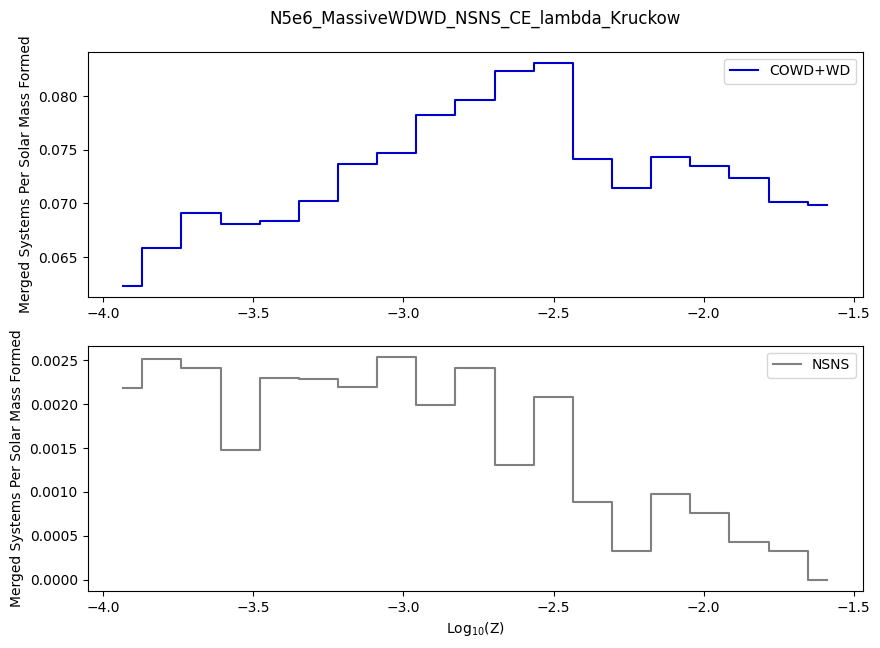 N5e6_MassiveWDWD_NSNS_CE_lambda_Kruckow
Merged Systems Per Solar Mass Formed
COWD+WD
0.080
0.075
0.070
0.065
−4.0 −3.5 −3.0 −2.5 −2.0 −1.5
Merged Systems Per Solar Mass Formed
NSNS
0.0025
0.0020
0.0015
0.0010
0.0005
0.0000
−4.0 −3.5 −3.0 −2.5 −2.0 −1.5
Log₁₀(Z)